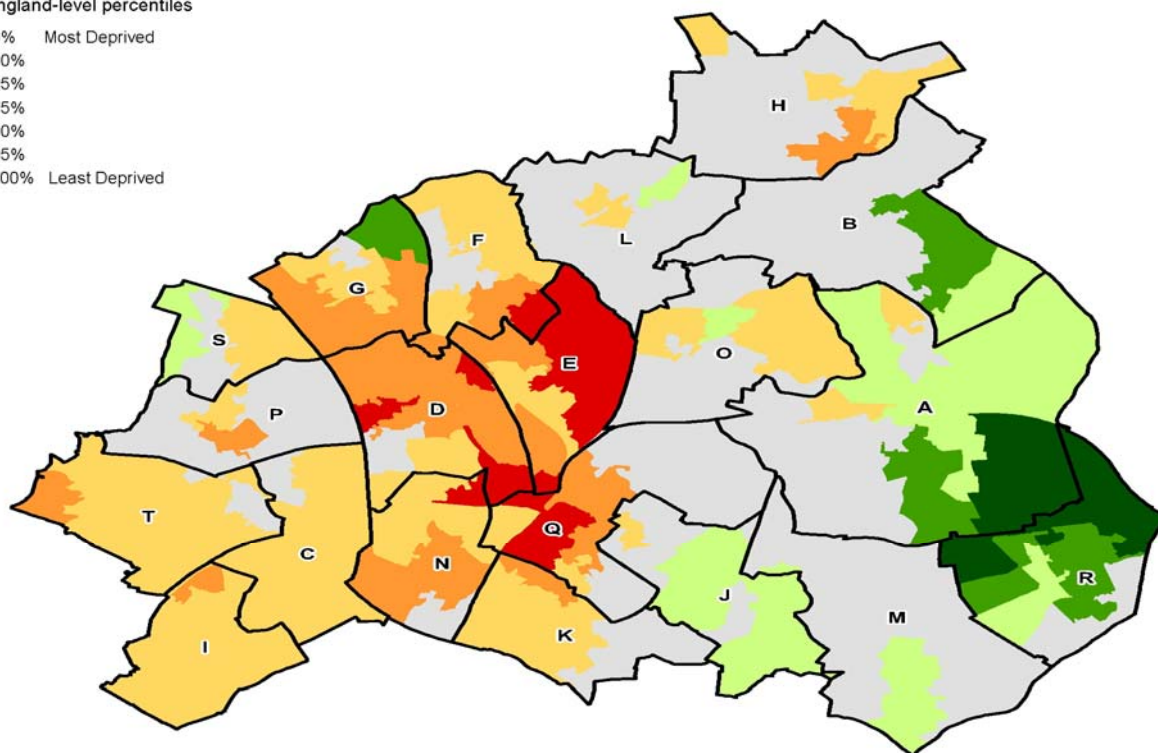 ngland-level percentiles
% Most Deprived
0%
5%
5%
0%
5%
00% Least Deprived
H
B
F
L
G
S
O
E
D
P
A
Q
T
N
C
R
J
M
K
I